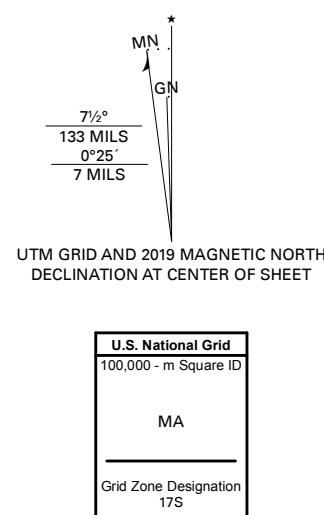 ★
MN
GN
7½°
133 MILS
0°25´
7 MILS
UTM GRID AND 2019 MAGNETIC NORTH
DECLINATION AT CENTER OF SHEET
U.S. National Grid
100,000 - m Square ID
MA
Grid Zone Designation
17S